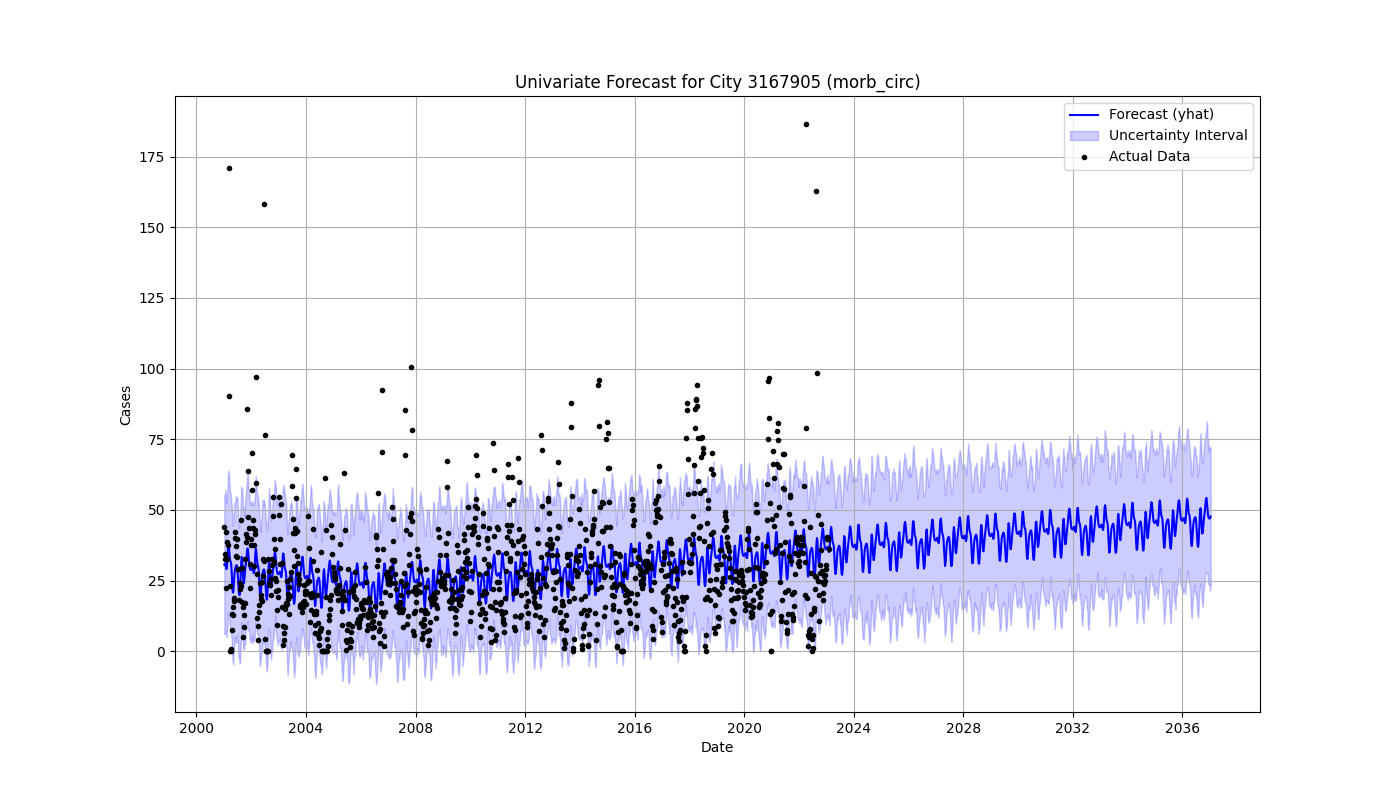 Univariate Forecast for City 3167905 (morb_circ)
Forecast (yhat)
Uncertainty Interval
Actual Data
175
150
125
100
75
50
25
0
Cases
2000 2004 2008 2012 2016 2020 2024 2028 2032 2036
Date